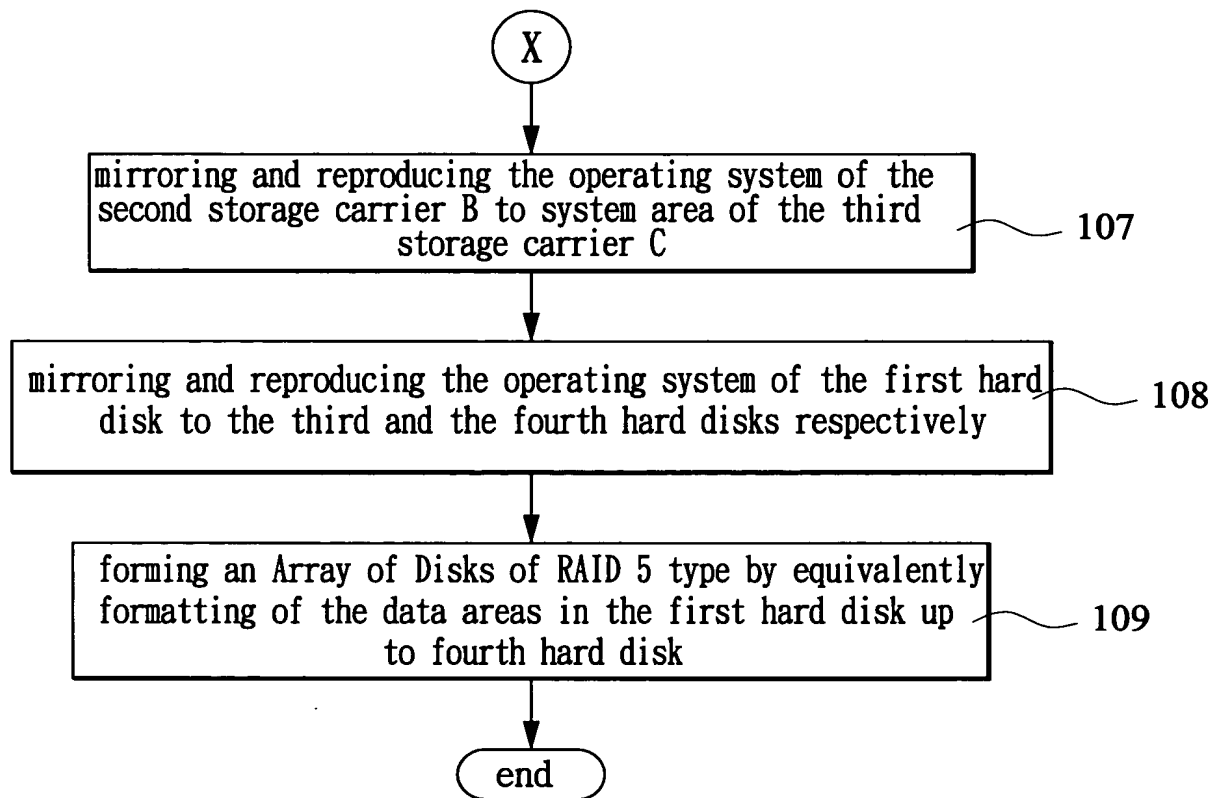 X
mirroring and reproducing the operating system of the
second storage carrier B to system area of the third
storage carrier C
107
mirroring and reproducing the operating system of the first hard
disk to the third and the fourth hard disks respectively
108
forming an Array of Disks of RAID 5 type by equivalently
formatting of the data areas in the first hard disk up
to fourth hard disk
109
end